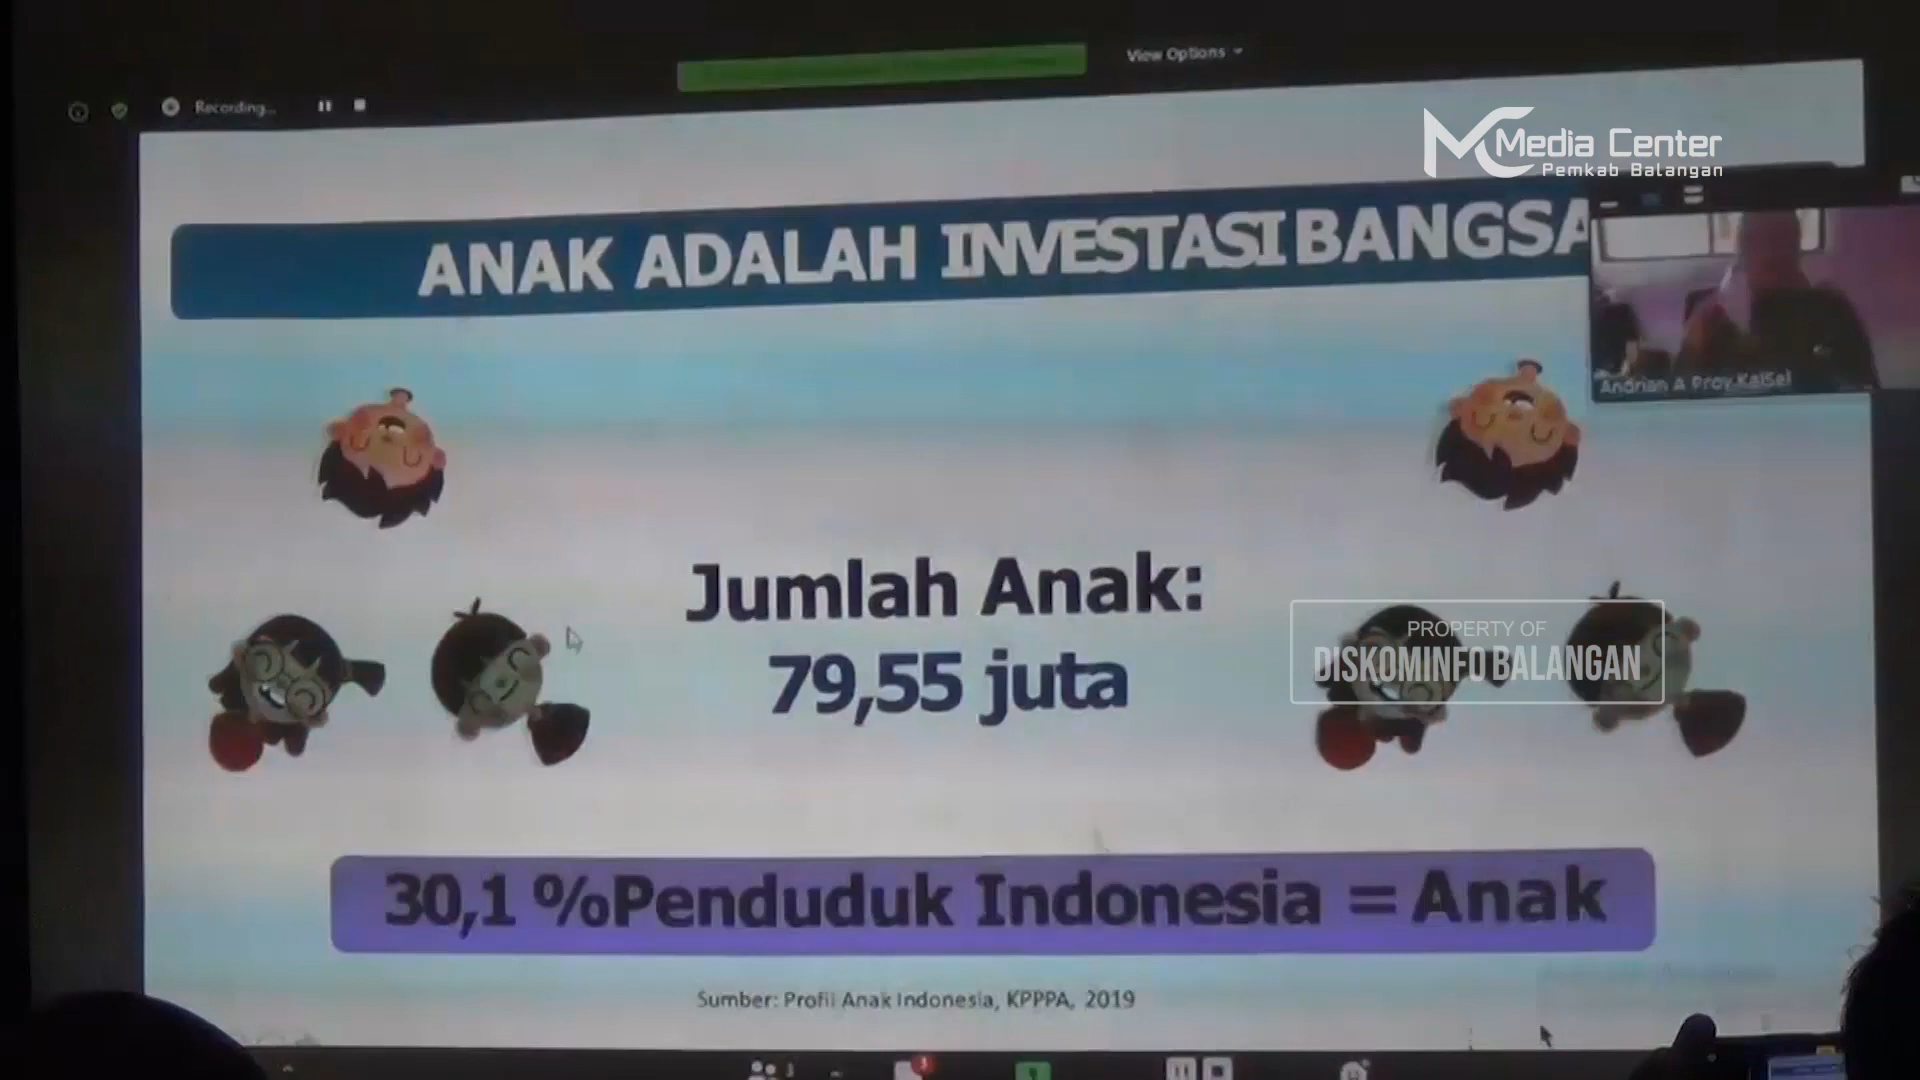 View Options
Recording...
Media Center
Pemkab Balangan
ANAK ADALAH INVESTASI BANGSA
Andrian A Prov.KalSel
Jumlah Anak:
79,55 juta
PROPERTY OF
DISKOMINFO BALANGAN
30,1 %Penduduk Indonesia = Anak
Sumber: Profil Anak Indonesia, KPPPA, 2019